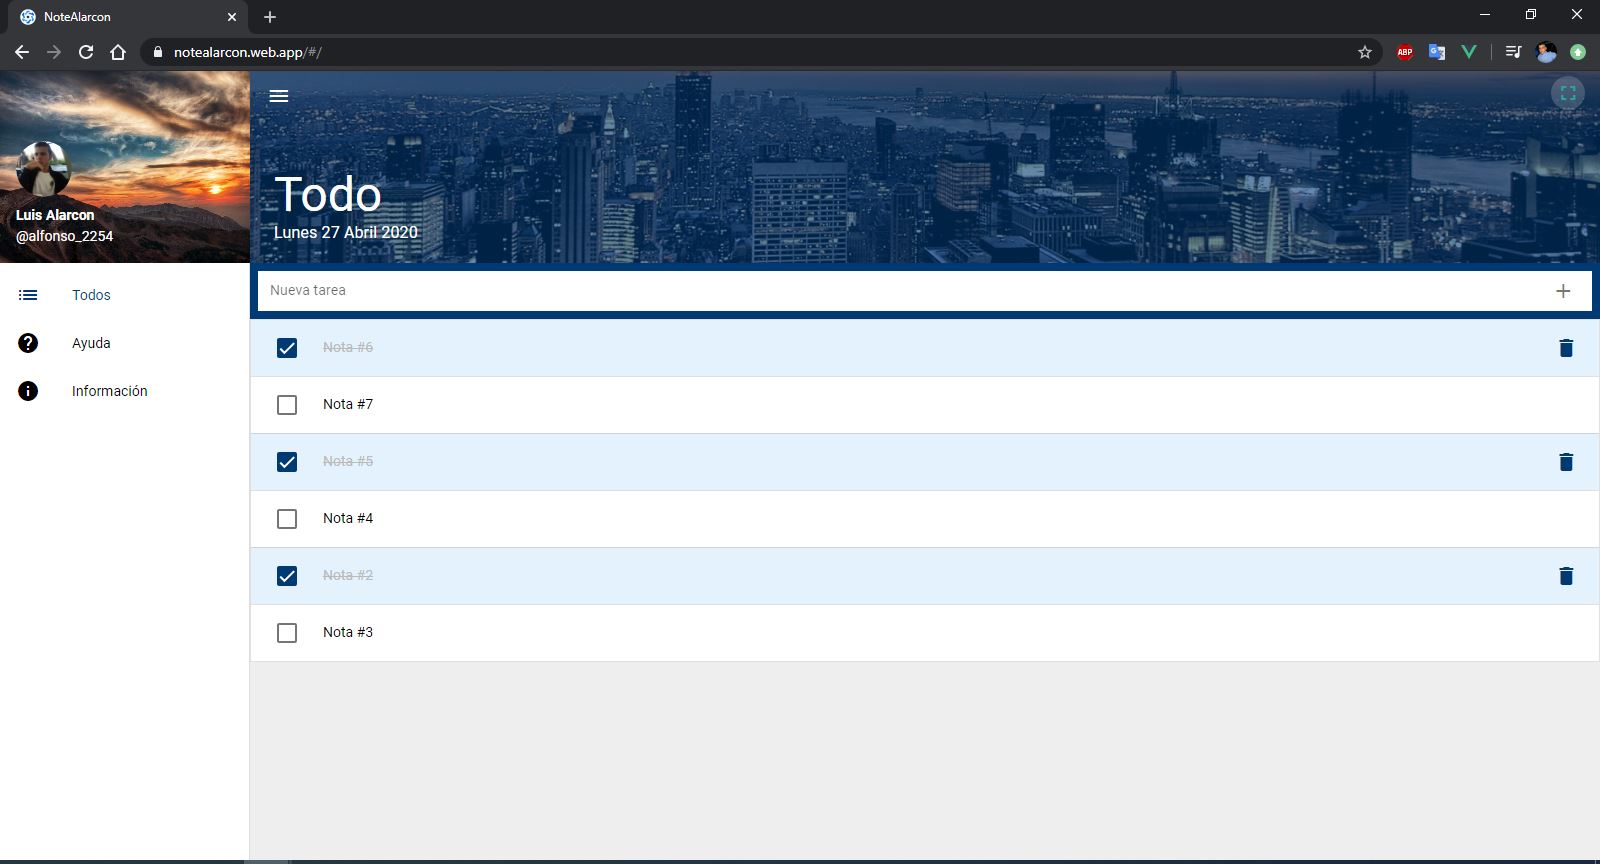 NoteAlarcon
notealarcon.web.app/#/
ABP
Todo
Lunes 27 Abril 2020
Luis Alarcon
@alfonso_2254
Todos
Ayuda
Información
Nueva tarea
Nota #6
Nota #7
Nota #5
Nota #4
Nota #2
Nota #3